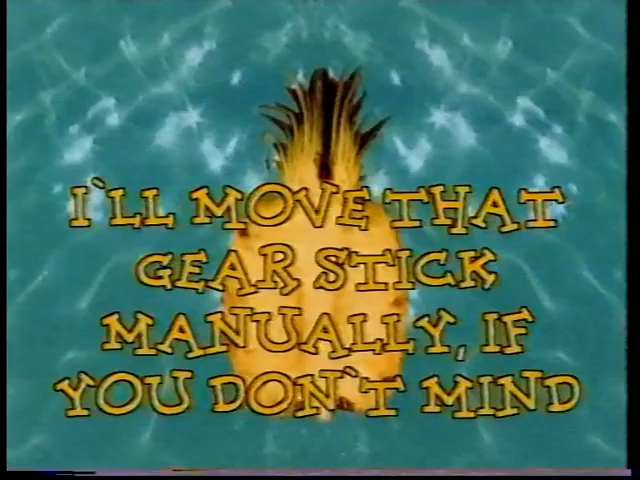 I`LL MOVE THAT
GEAR STICK
MANUALLY, IF
YOU DON`T MIND